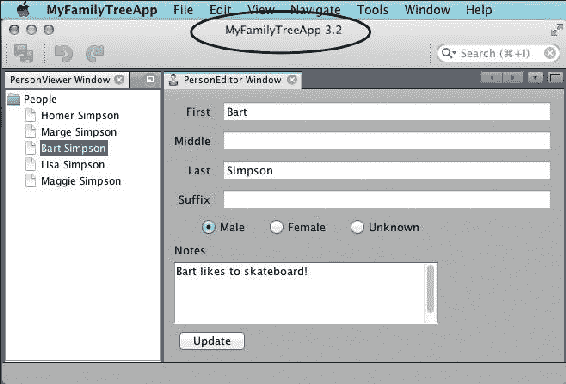 MyFamilyTreeApp File Edit View Navigate Tools Window Help
MyFamilyTreeApp 3.2
Search (⌘+I)
PersonViewer Window
PersonEditor Window
People
Homer Simpson
Marge Simpson
Bart Simpson
Lisa Simpson
Maggie Simpson
First Bart
Middle
Last Simpson
Suffix
Male Female Unknown
Notes
Bart likes to skateboard!
Update